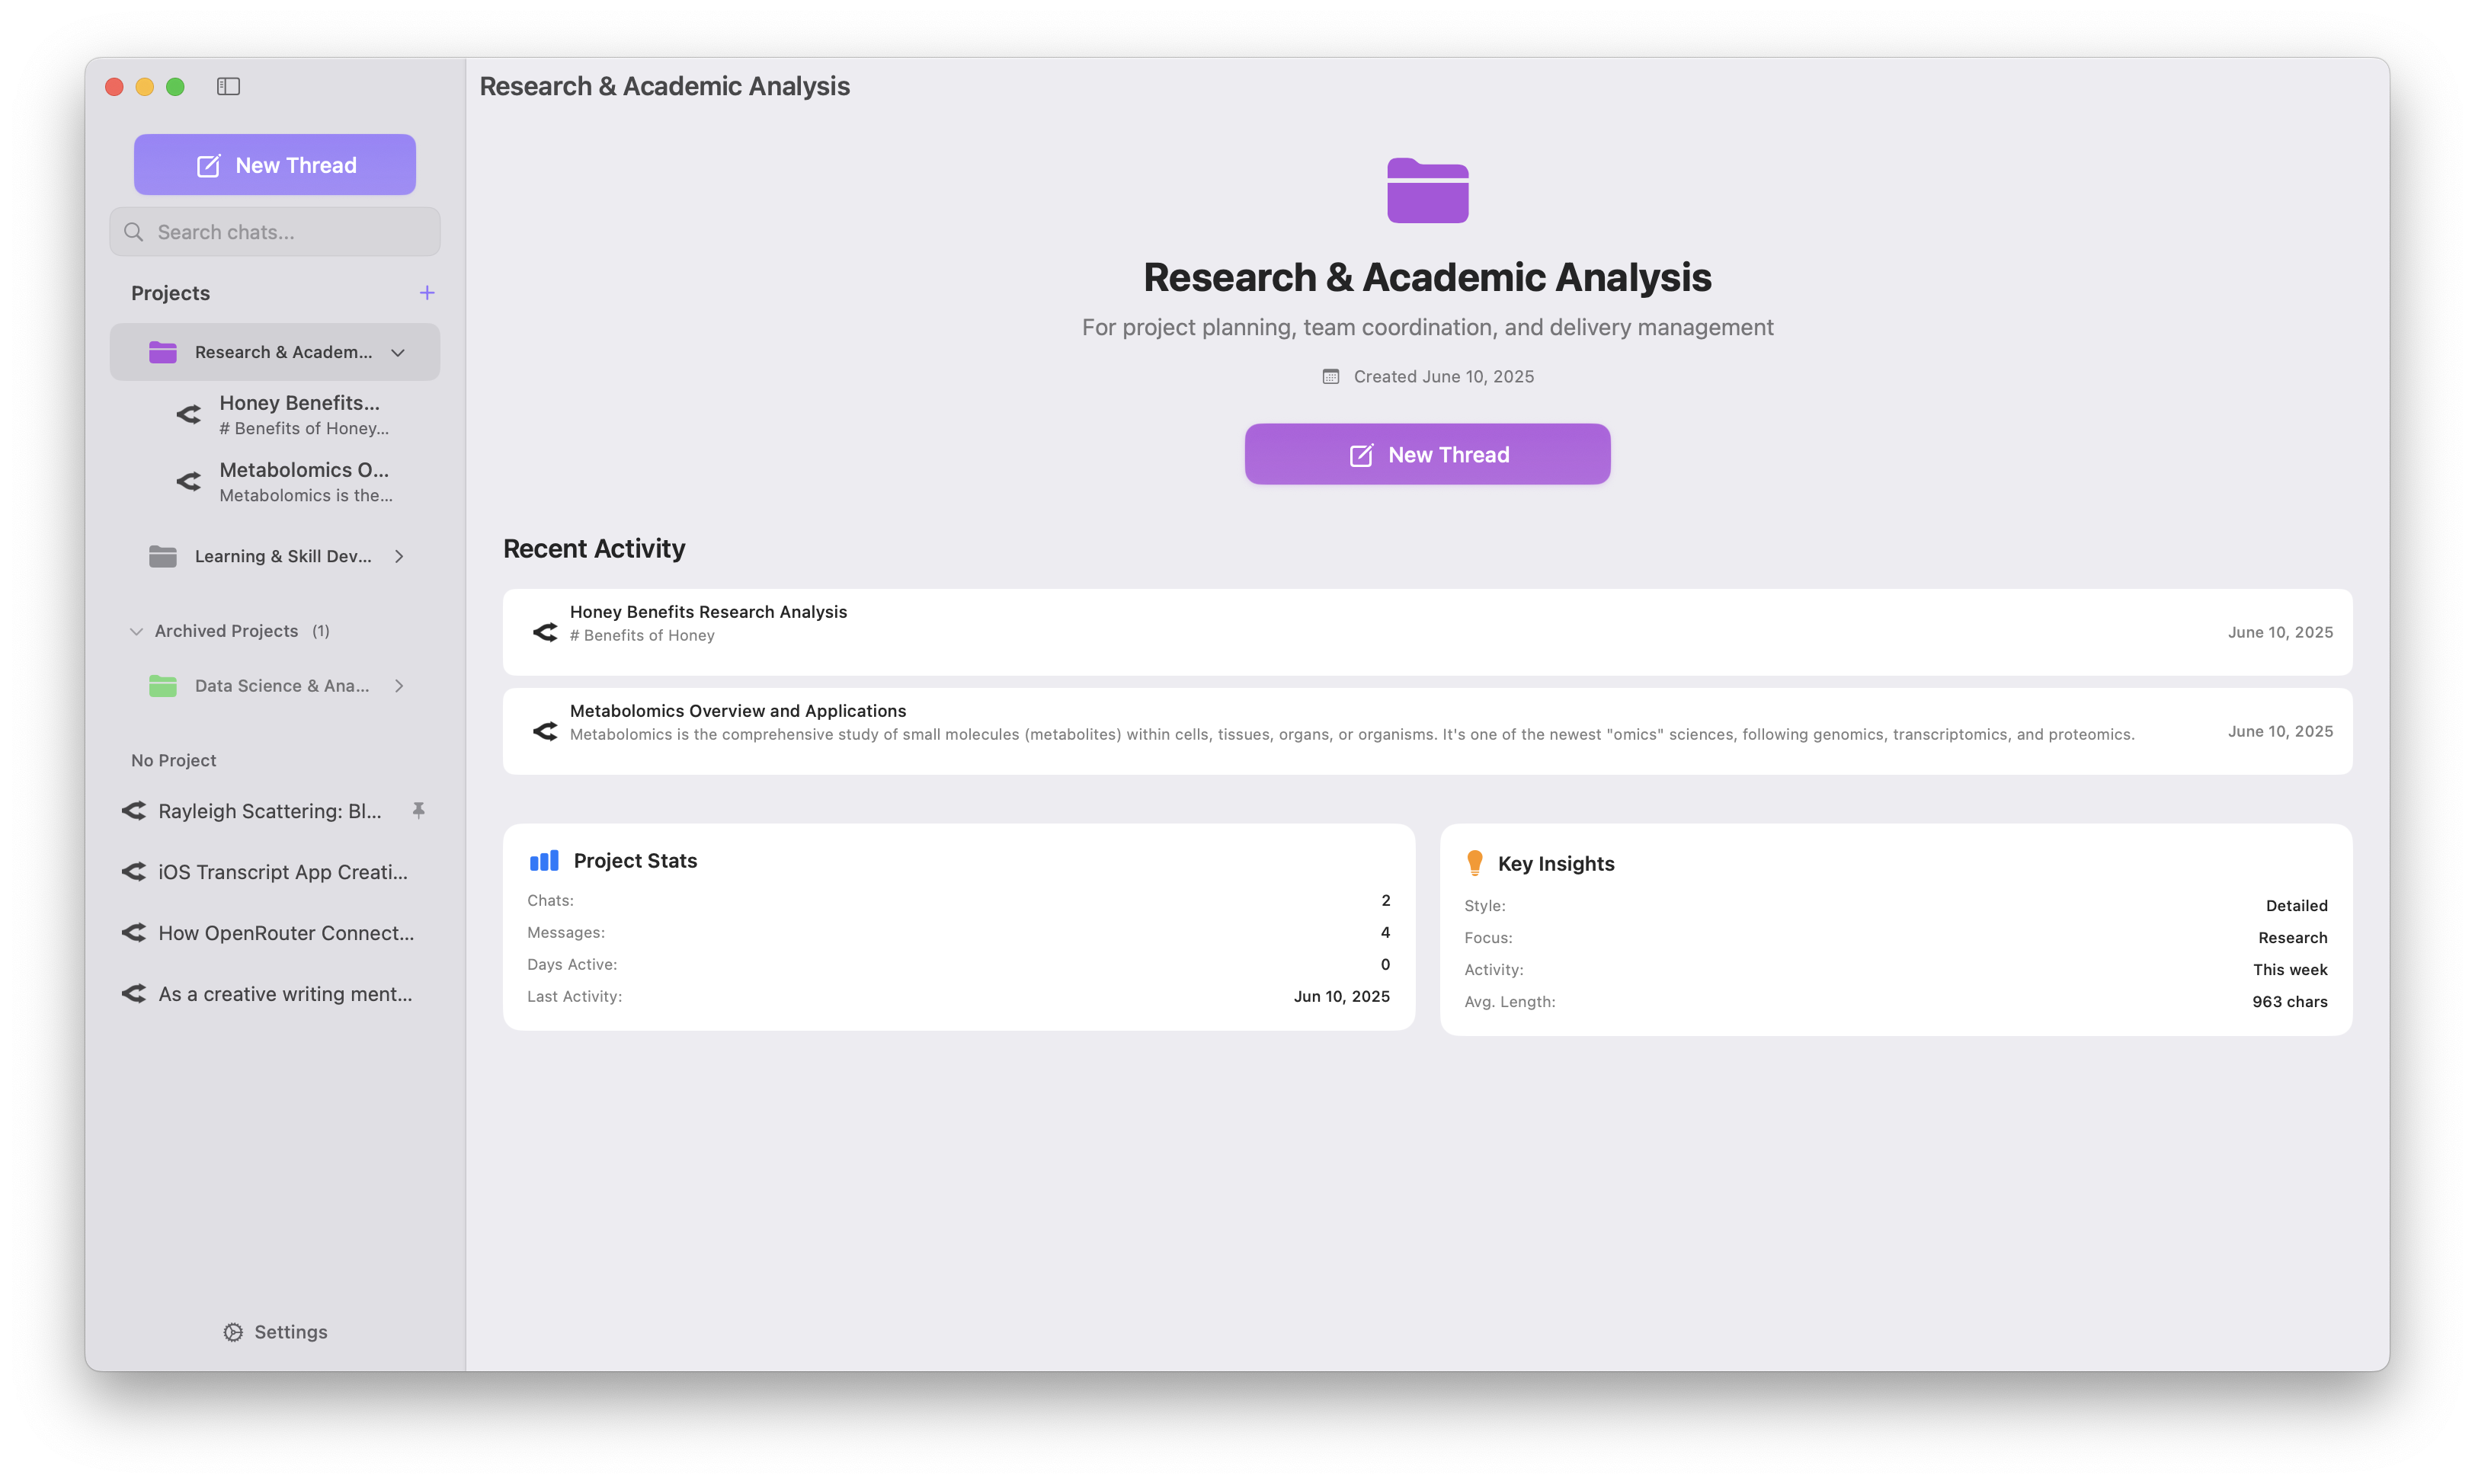 Research & Academic Analysis
New Thread
Search chats...
Projects
Research & Academ...
Honey Benefits...
# Benefits of Honey...
Metabolomics O...
Metabolomics is the...
Learning & Skill Dev...
Archived Projects (1)
Data Science & Ana...
No Project
Rayleigh Scattering: Bl...
iOS Transcript App Creati...
How OpenRouter Connect...
As a creative writing ment...
Settings
Research & Academic Analysis
For project planning, team coordination, and delivery management
Created June 10, 2025
New Thread
Recent Activity
Honey Benefits Research Analysis
# Benefits of Honey
June 10, 2025
Metabolomics Overview and Applications
Metabolomics is the comprehensive study of small molecules (metabolites) within cells, tissues, organs, or organisms. It's one of the newest "omics" sciences, following genomics, transcriptomics, and proteomics.
June 10, 2025
Project Stats
Chats: 2
Messages: 4
Days Active: 0
Last Activity: Jun 10, 2025
Key Insights
Style: Detailed
Focus: Research
Activity: This week
Avg. Length: 963 chars